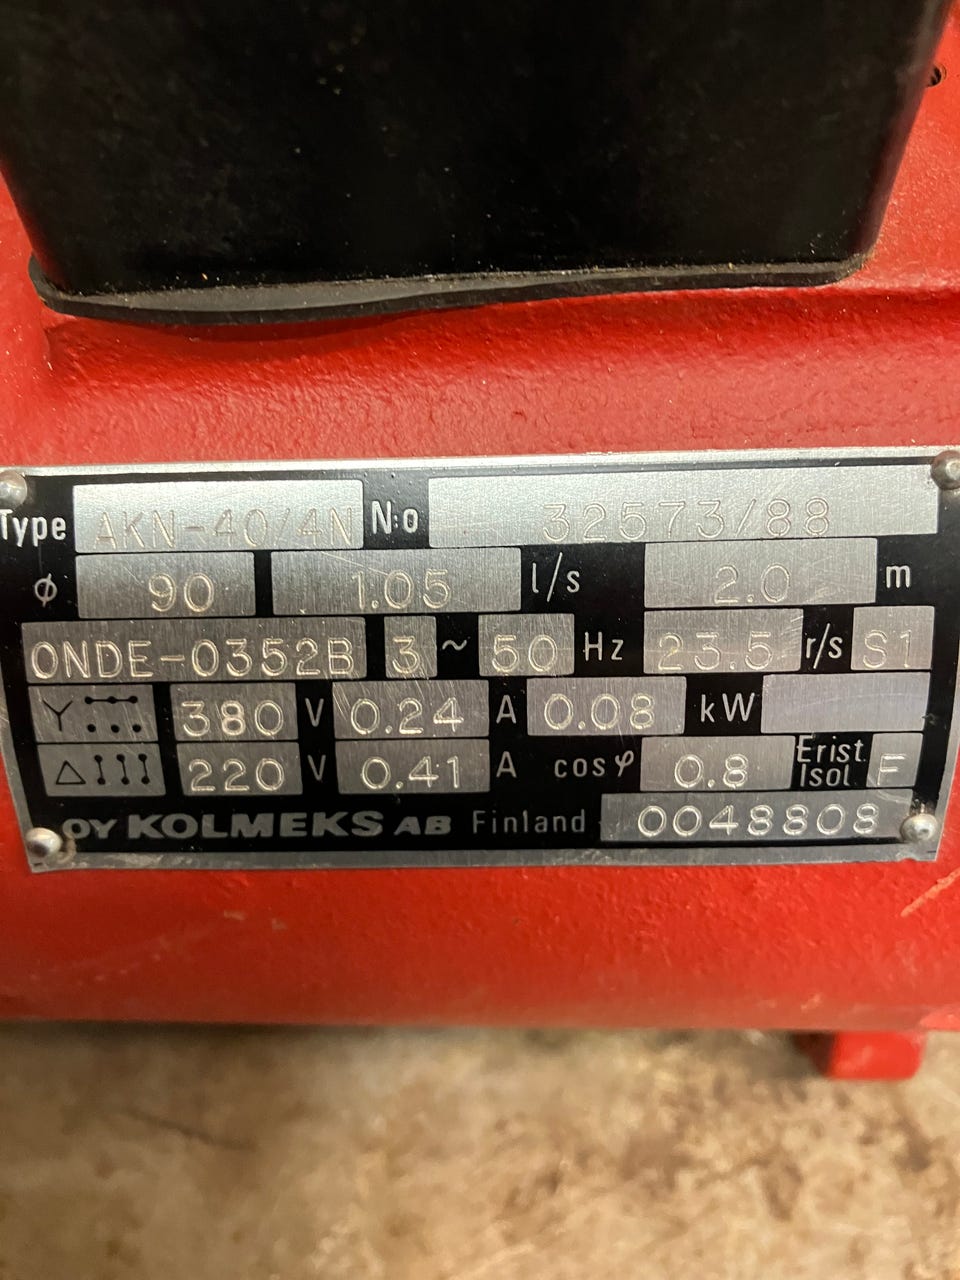 Type AKN-40/4N N:o 32573/88
ø 90 1.05 l/s 2.0 m
ONDE-0352B 3 ~ 50 Hz 23.5 r/s S1
Y 380 V 0.24 A 0.08 kW
△ 220 V 0.41 A cos φ 0.8 Erist. Isol. F
OY KOLMEKS AB Finland 0048808